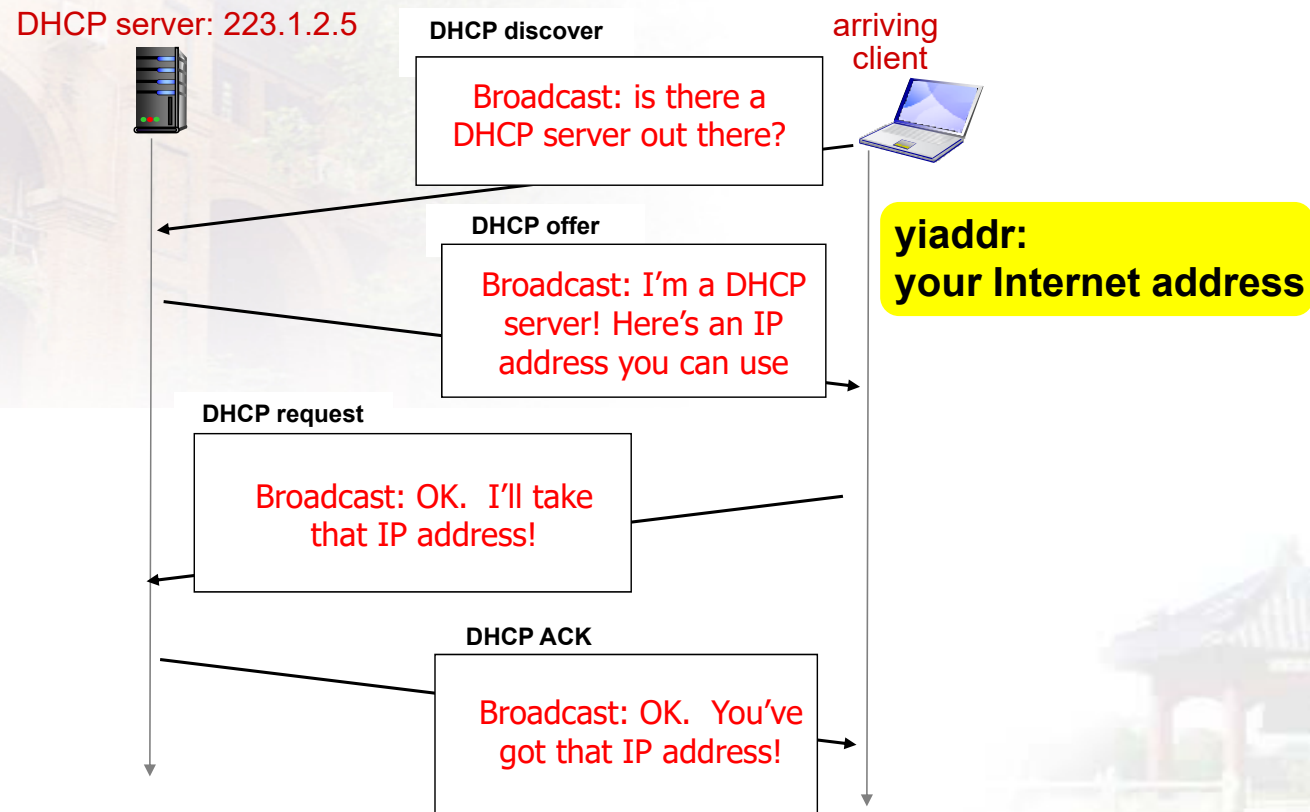 DHCP server: 223.1.2.5
DHCP discover
arriving
client
Broadcast: is there a
DHCP server out there?
DHCP offer
yiaddr:
your Internet address
Broadcast: I’m a DHCP
server! Here’s an IP
address you can use
DHCP request
Broadcast: OK.  I’ll take
that IP address!
DHCP ACK
Broadcast: OK.  You’ve
got that IP address!